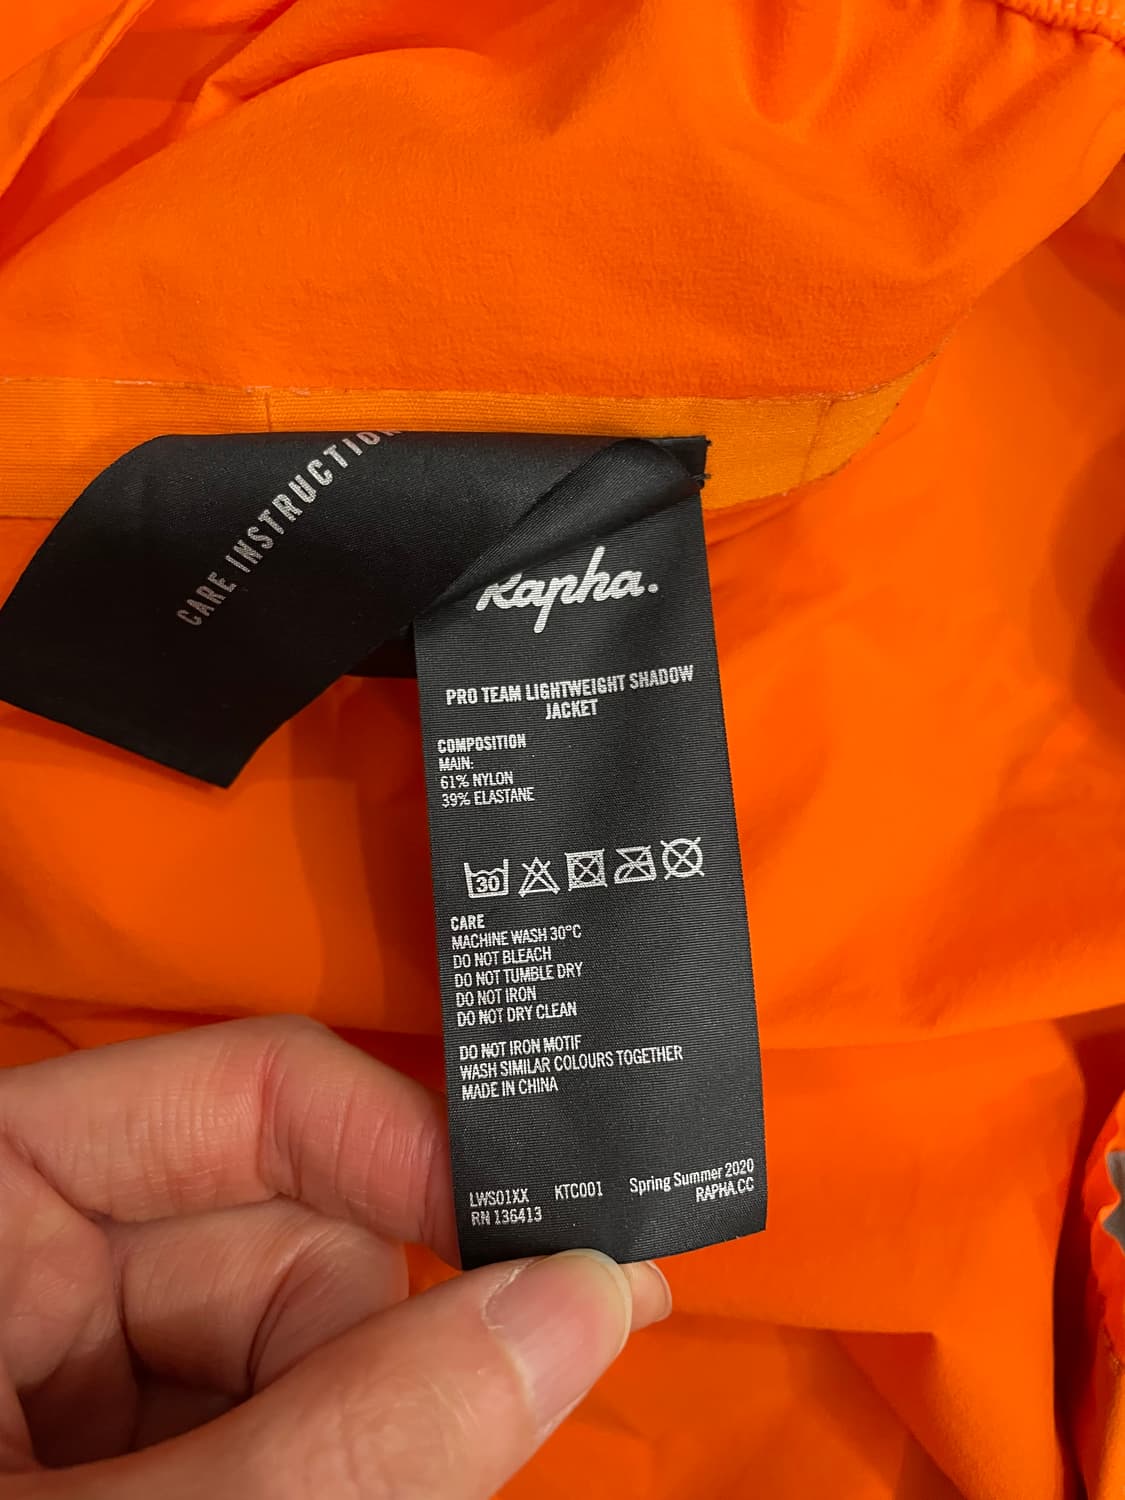 CARE INSTRUCTION
Rapha.
PRO TEAM LIGHTWEIGHT SHADOW
JACKET
COMPOSITION
MAIN:
61% NYLON
39% ELASTANE
30
CARE
MACHINE WASH 30°C
DO NOT BLEACH
DO NOT TUMBLE DRY
DO NOT IRON
DO NOT DRY CLEAN
DO NOT IRON MOTIF
WASH SIMILAR COLOURS TOGETHER
MADE IN CHINA
LWS01XX KTC001 Spring Summer 2020
RN 136413 RAPHA.CC